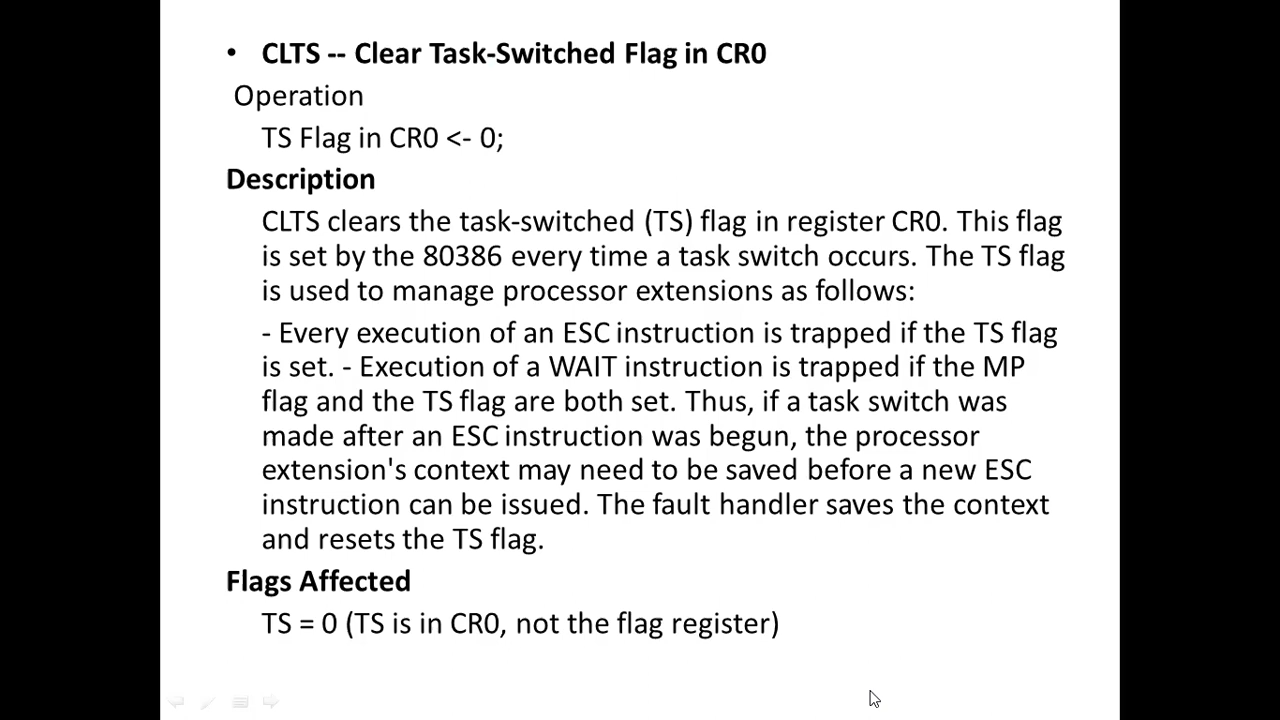 • CLTS -- Clear Task-Switched Flag in CR0
Operation
TS Flag in CR0 <- 0;
Description
CLTS clears the task-switched (TS) flag in register CR0. This flag
is set by the 80386 every time a task switch occurs. The TS flag
is used to manage processor extensions as follows:
- Every execution of an ESC instruction is trapped if the TS flag
is set. - Execution of a WAIT instruction is trapped if the MP
flag and the TS flag are both set. Thus, if a task switch was
made after an ESC instruction was begun, the processor
extension's context may need to be saved before a new ESC
instruction can be issued. The fault handler saves the context
and resets the TS flag.
Flags Affected
TS = 0 (TS is in CR0, not the flag register)